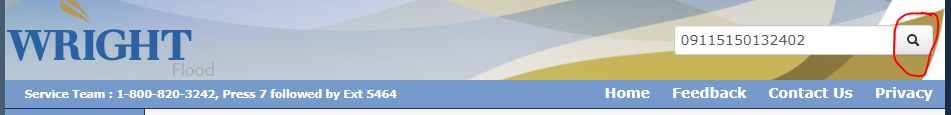 WRIGHT
Flood
09115150132402
Service Team : 1-800-820-3242, Press 7 followed by Ext 5464
Home Feedback Contact Us Privacy